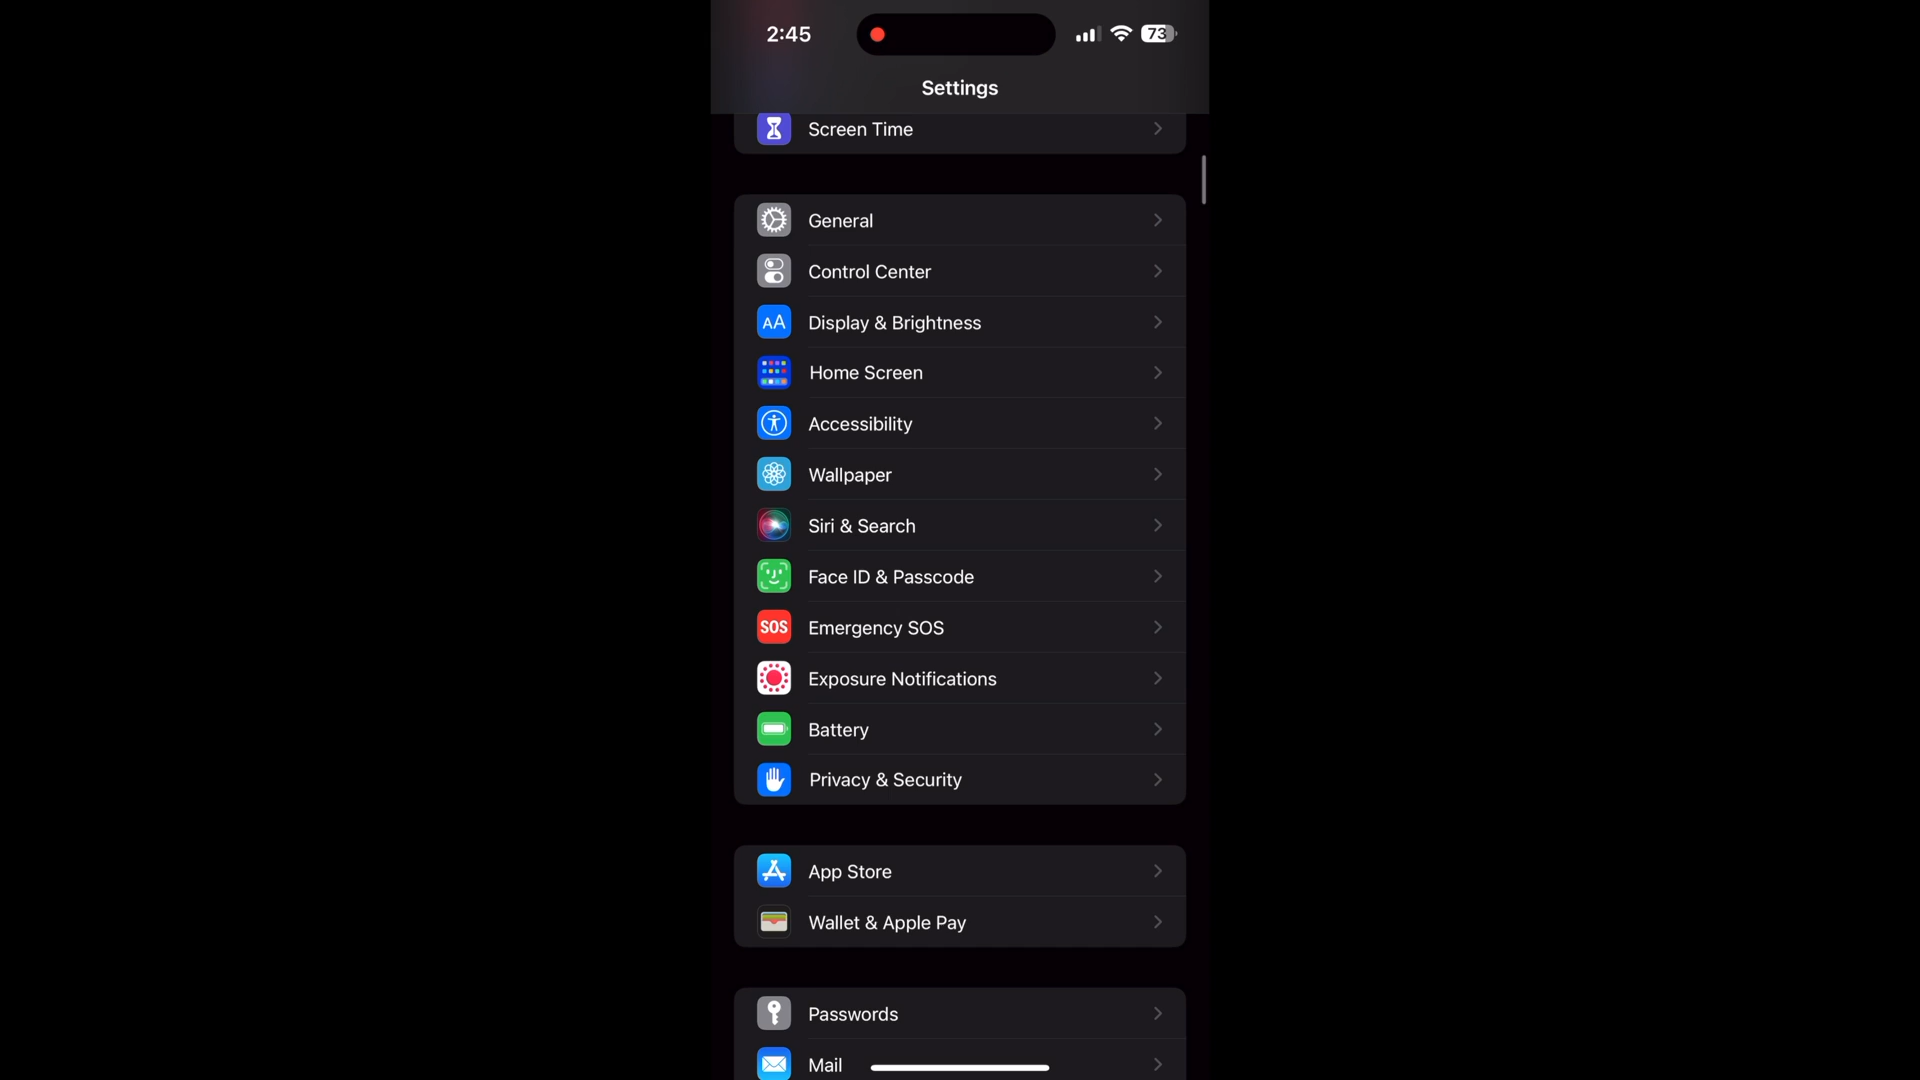 2:45
73
Settings
Screen Time
General
Control Center
AA Display & Brightness
Home Screen
Accessibility
Wallpaper
Siri & Search
Face ID & Passcode
SOS Emergency SOS
Exposure Notifications
Battery
Privacy & Security
App Store
Wallet & Apple Pay
Passwords
Mail